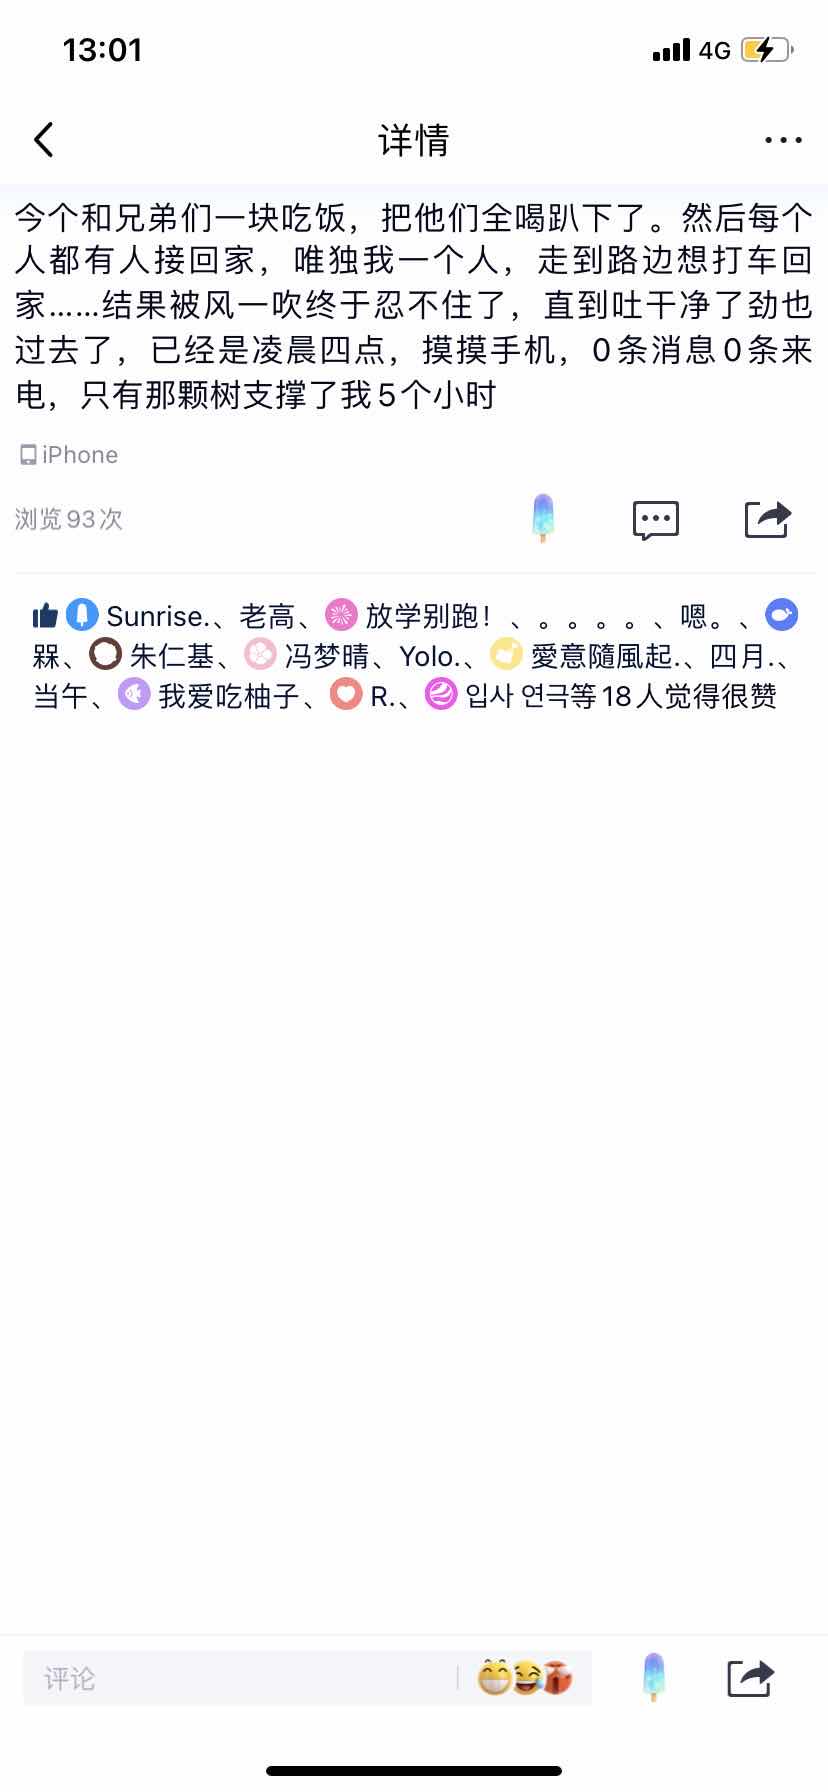 13:01
4G
详情
今个和兄弟们一块吃饭，把他们全喝趴下了。然后每个
人都有人接回家，唯独我一个人，走到路边想打车回
家……结果被风一吹终于忍不住了，直到吐干净了劲也
过去了，已经是凌晨四点，摸摸手机，0条消息0条来
电，只有那颗树支撑了我5个小时
iPhone
浏览93次
Sunrise.、老高、放学别跑！、。。。。、嗯。、
槑、朱仁基、冯梦晴、Yolo.、愛意隨風起.、四月.、
当午、我爱吃柚子、R.、입사 연극等18人觉得很赞
评论